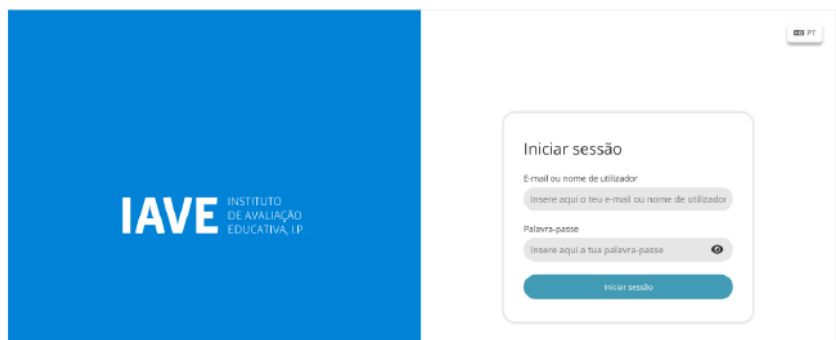 IAVE
INSTITUTO
DE AVALIAÇÃO
EDUCATIVA, I.P.
PT
Iniciar sessão
E-mail ou nome de utilizador
Insere aqui o teu e-mail ou nome de utilizador
Palavra-passe
Insere aqui a tua palavra-passe
Iniciar sessão